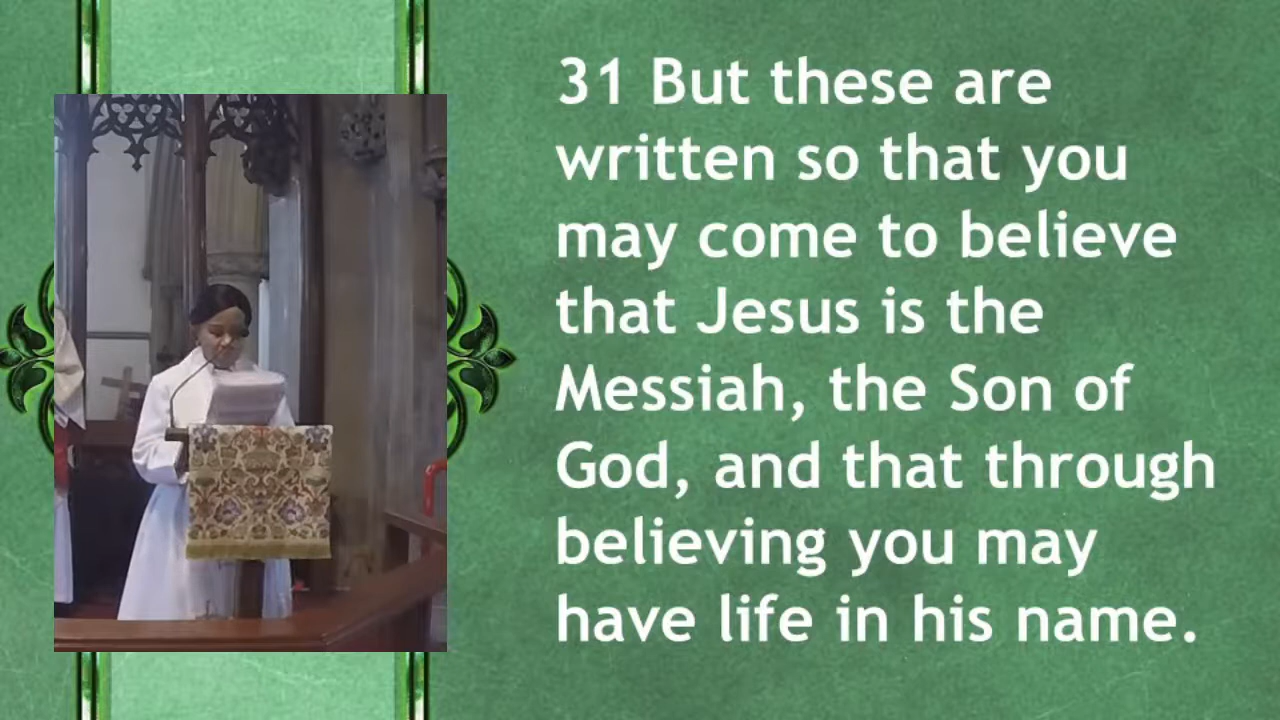 31 But these are
written so that you
may come to believe
that Jesus is the
Messiah, the Son of
God, and that through
believing you may
have life in his name.